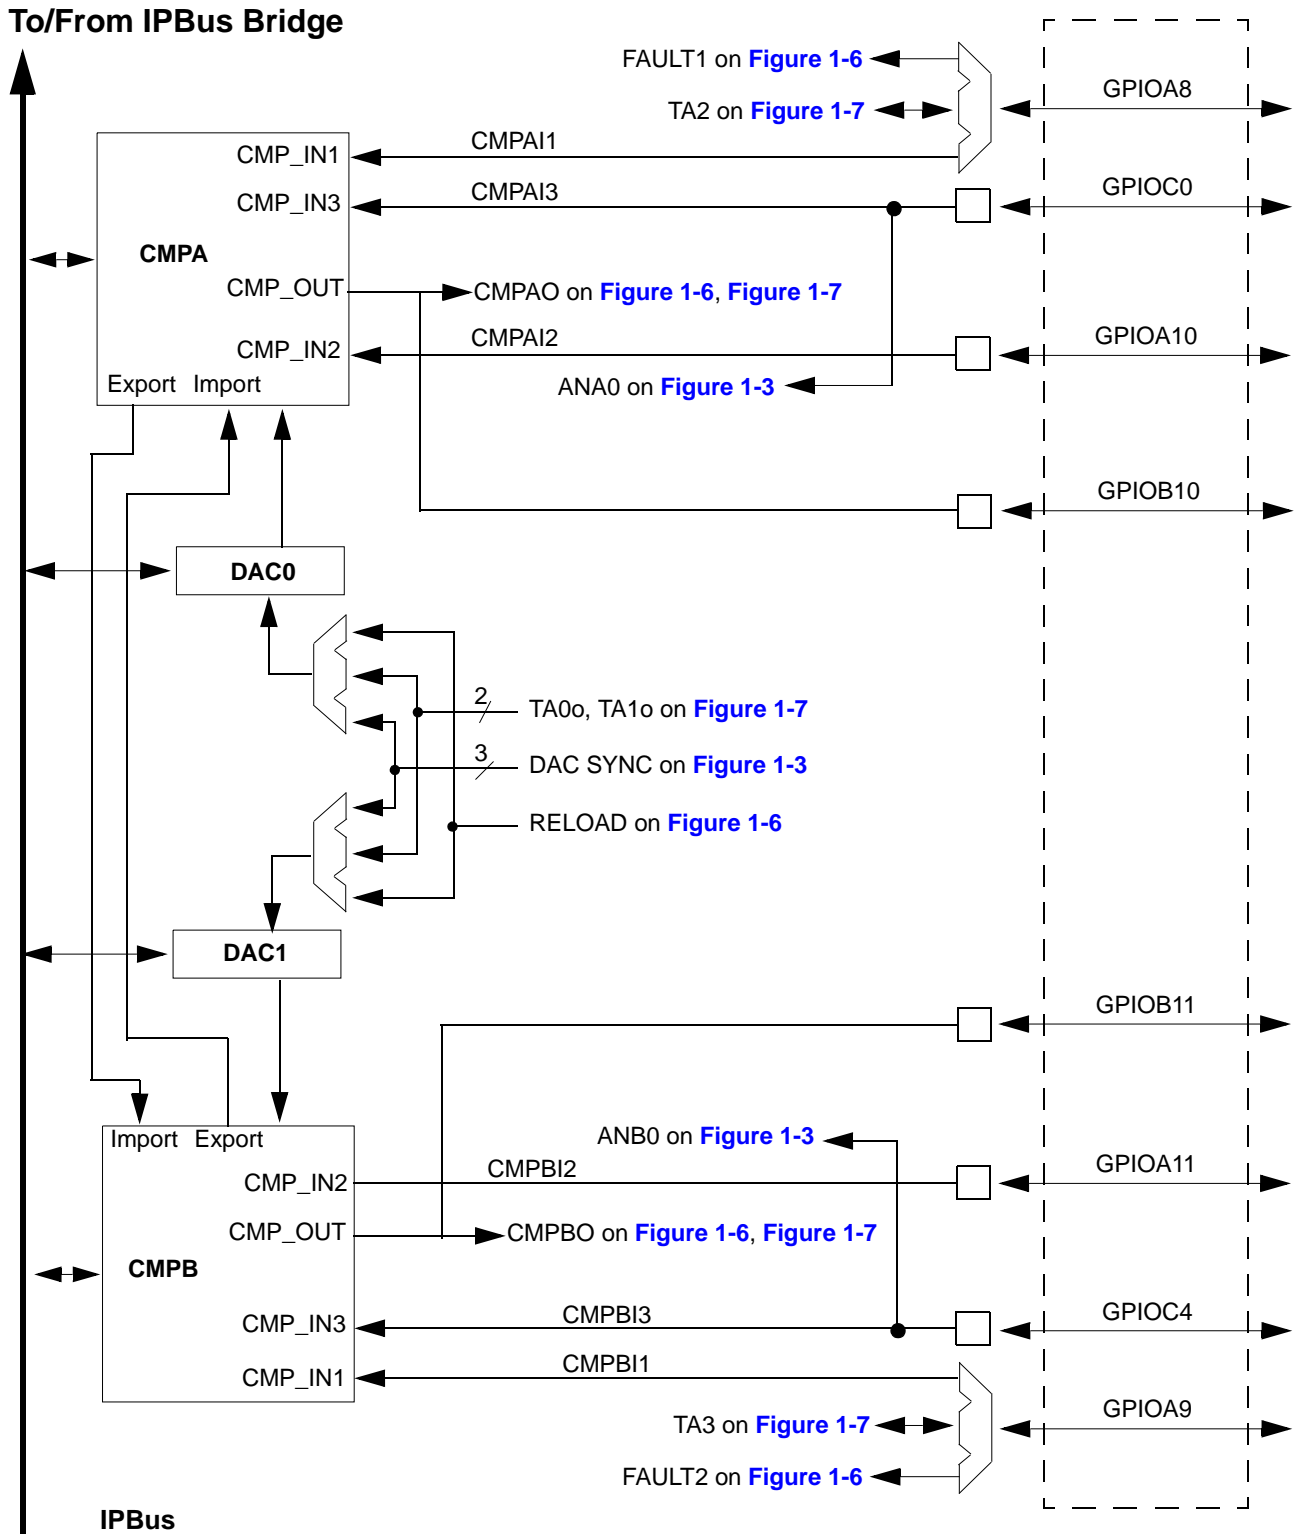 To/From IPBus Bridge
FAULT1 on Figure 1-6
GPIOA8
TA2 on Figure 1-7
CMPAI1
CMP_IN1
CMPAI3
GPIOC0
CMP_IN3
CMPA
CMP_OUT
CMPAO on Figure 1-6, Figure 1-7
CMPAI2
GPIOA10
CMP_IN2
Export Import
ANA0 on Figure 1-3
GPIOB10
DAC0
2
TA0o, TA1o on Figure 1-7
3
DAC SYNC on Figure 1-3
RELOAD on Figure 1-6
DAC1
GPIOB11
Import Export
ANB0 on Figure 1-3
CMPBI2
GPIOA11
CMP_IN2
CMP_OUT
CMPBO on Figure 1-6, Figure 1-7
CMPB
CMPBI3
GPIOC4
CMP_IN3
CMPBI1
CMP_IN1
GPIOA9
TA3 on Figure 1-7
FAULT2 on Figure 1-6
IPBus